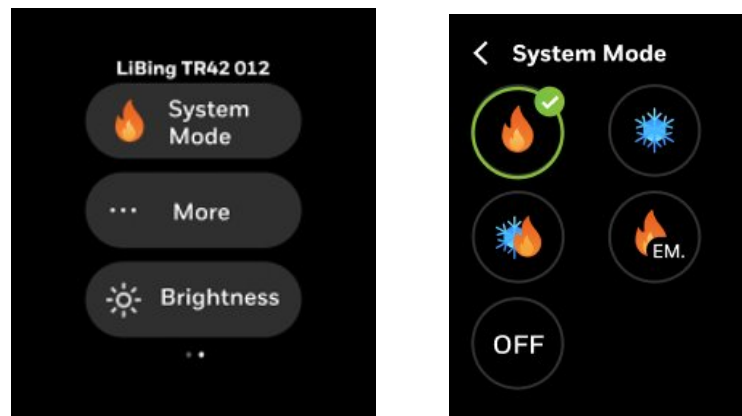 LiBing TR42 012
System
Mode
More
Brightness
System Mode
EM.
OFF